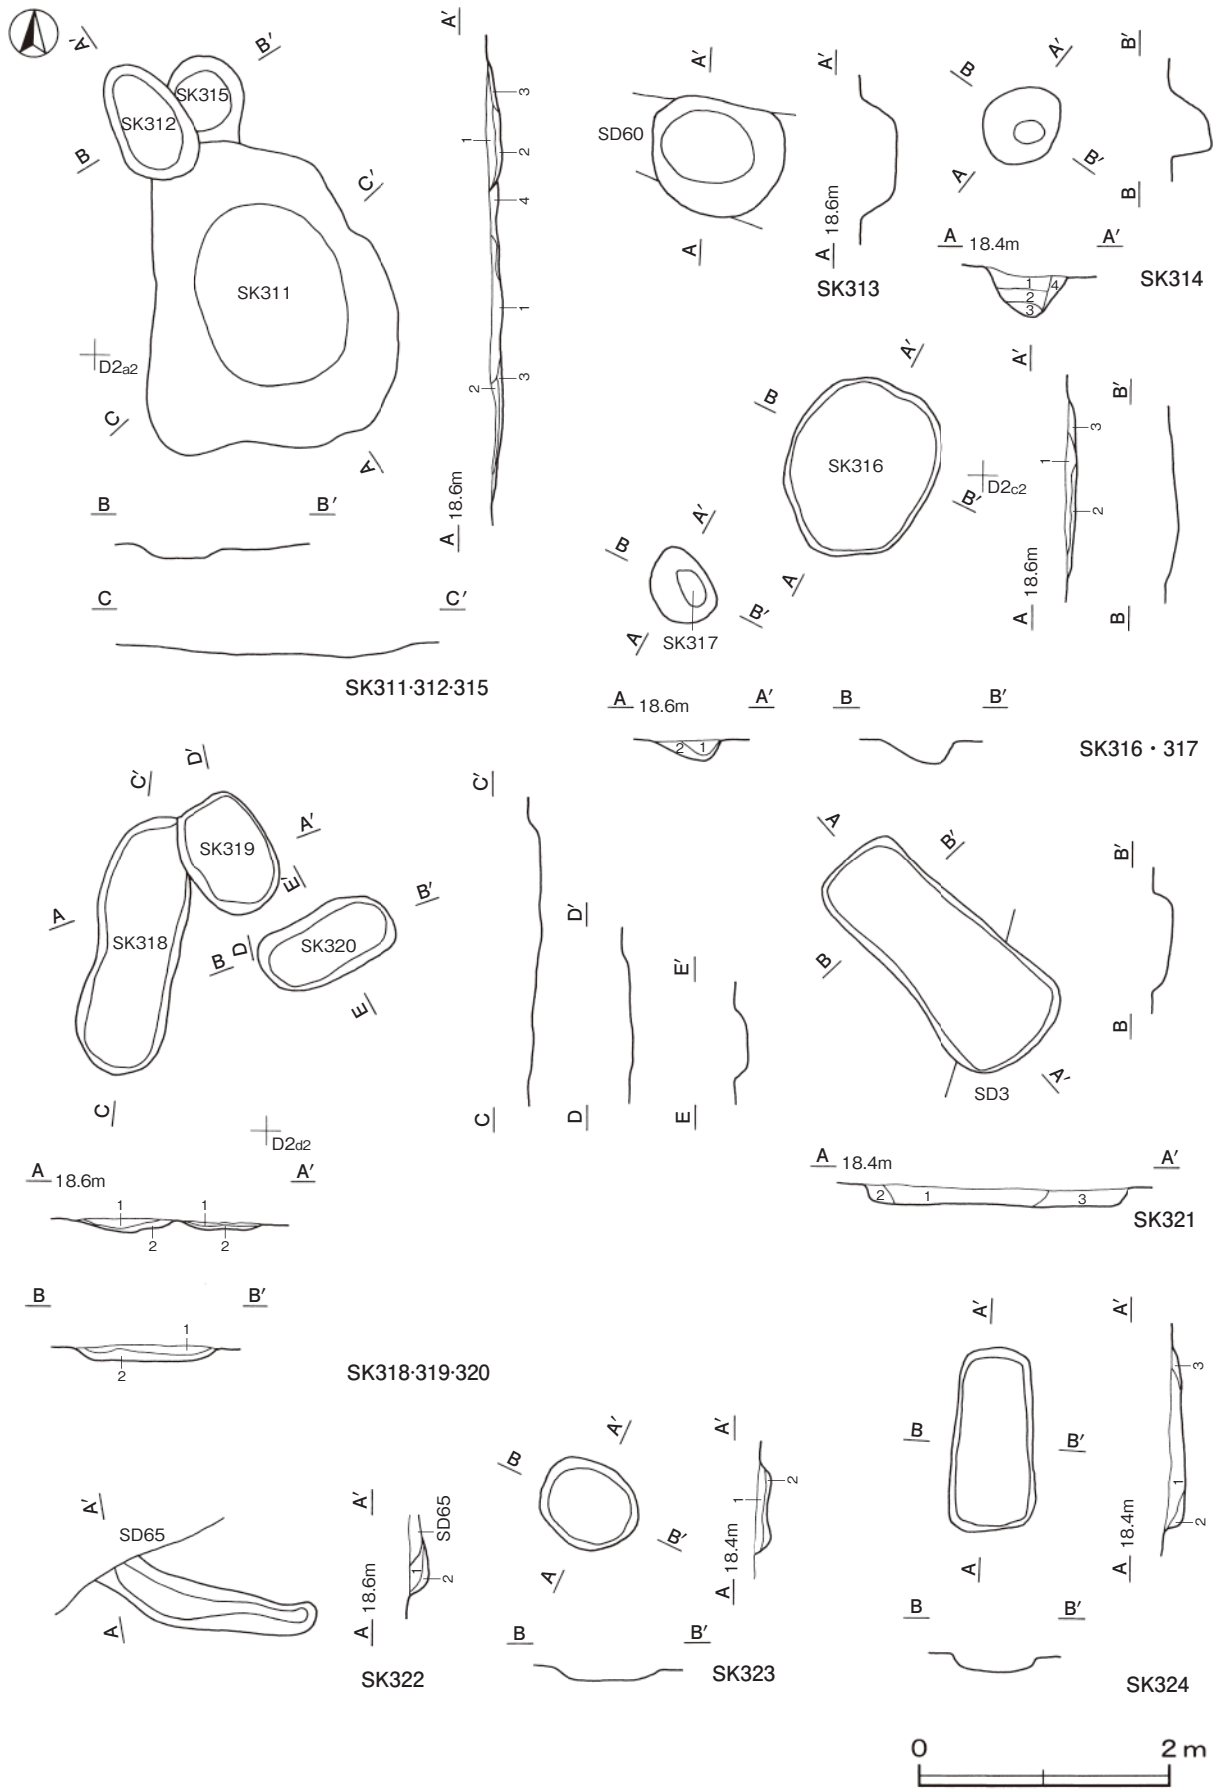 A′
B′
SK315
SK312
B
C′
SK311
D2a2
C
A
A′
3
1
2
4
1
3
2
A 18.6m
B B′
C C′
SK311·312·315
A′
SD60
A
A′
A 18.6m
SK313
A′
B
B′
A
B′
B
A 18.4m A′
1
2
3
4
SK314
A′
B
SK316
D2c2
B′
A
A′
B
SK317
B′
A
A′
3
1
2
A 18.6m
B′
B
A 18.6m A′
2 1
B B′
SK316・317
D′
C′
SK319
A′
E′
B′
A
SK318
SK320
B
D
E
C
D2d2
C′
C
D′
D
E′
E
A 18.6m A′
1 1
2 2
B B′
1
2
SK318·319·320
A
B′
B
SD3
A′
B′
B
A 18.4m A′
2 1 3
SK321
A′
SD65
A
A′
SD65
1
2
A 18.6m
SK322
A′
B
B′
A
A′
2
1
A 18.4m
B B′
SK323
A′
B B′
A
A′
3
1
2
A 18.4m
B B′
SK324
0 2 m